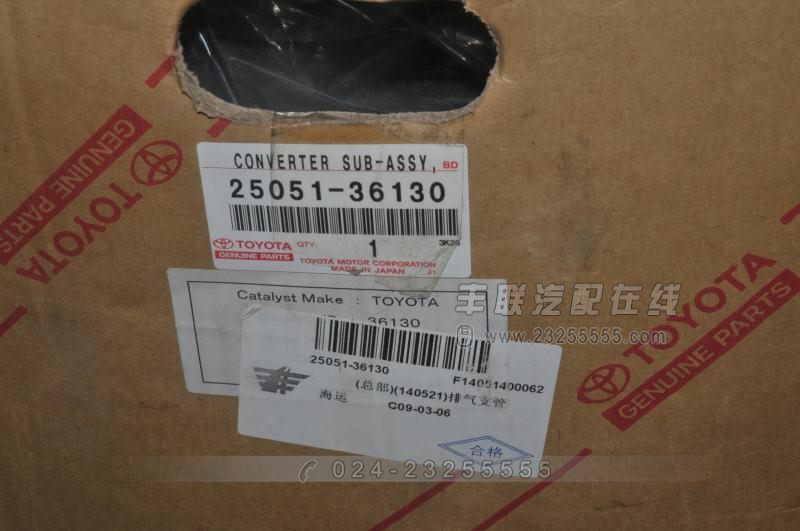 CONVERTER SUB-ASSY, BD
25051-36130
TOYOTA QTY: 1 3K26
GENUINE PARTS
TOYOTA MOTOR CORPORATION
MADE IN JAPAN 21
Catalyst Make : TOYOTA
36130
25051-36130
F14051400062
(总部)(140521)排气支管
海运
C09-03-06
合格
TOYOTA
GENUINE PARTS
TOYOTA
GENUINE PARTS
丰联汽配在线
www.23255555.com
024-23255555